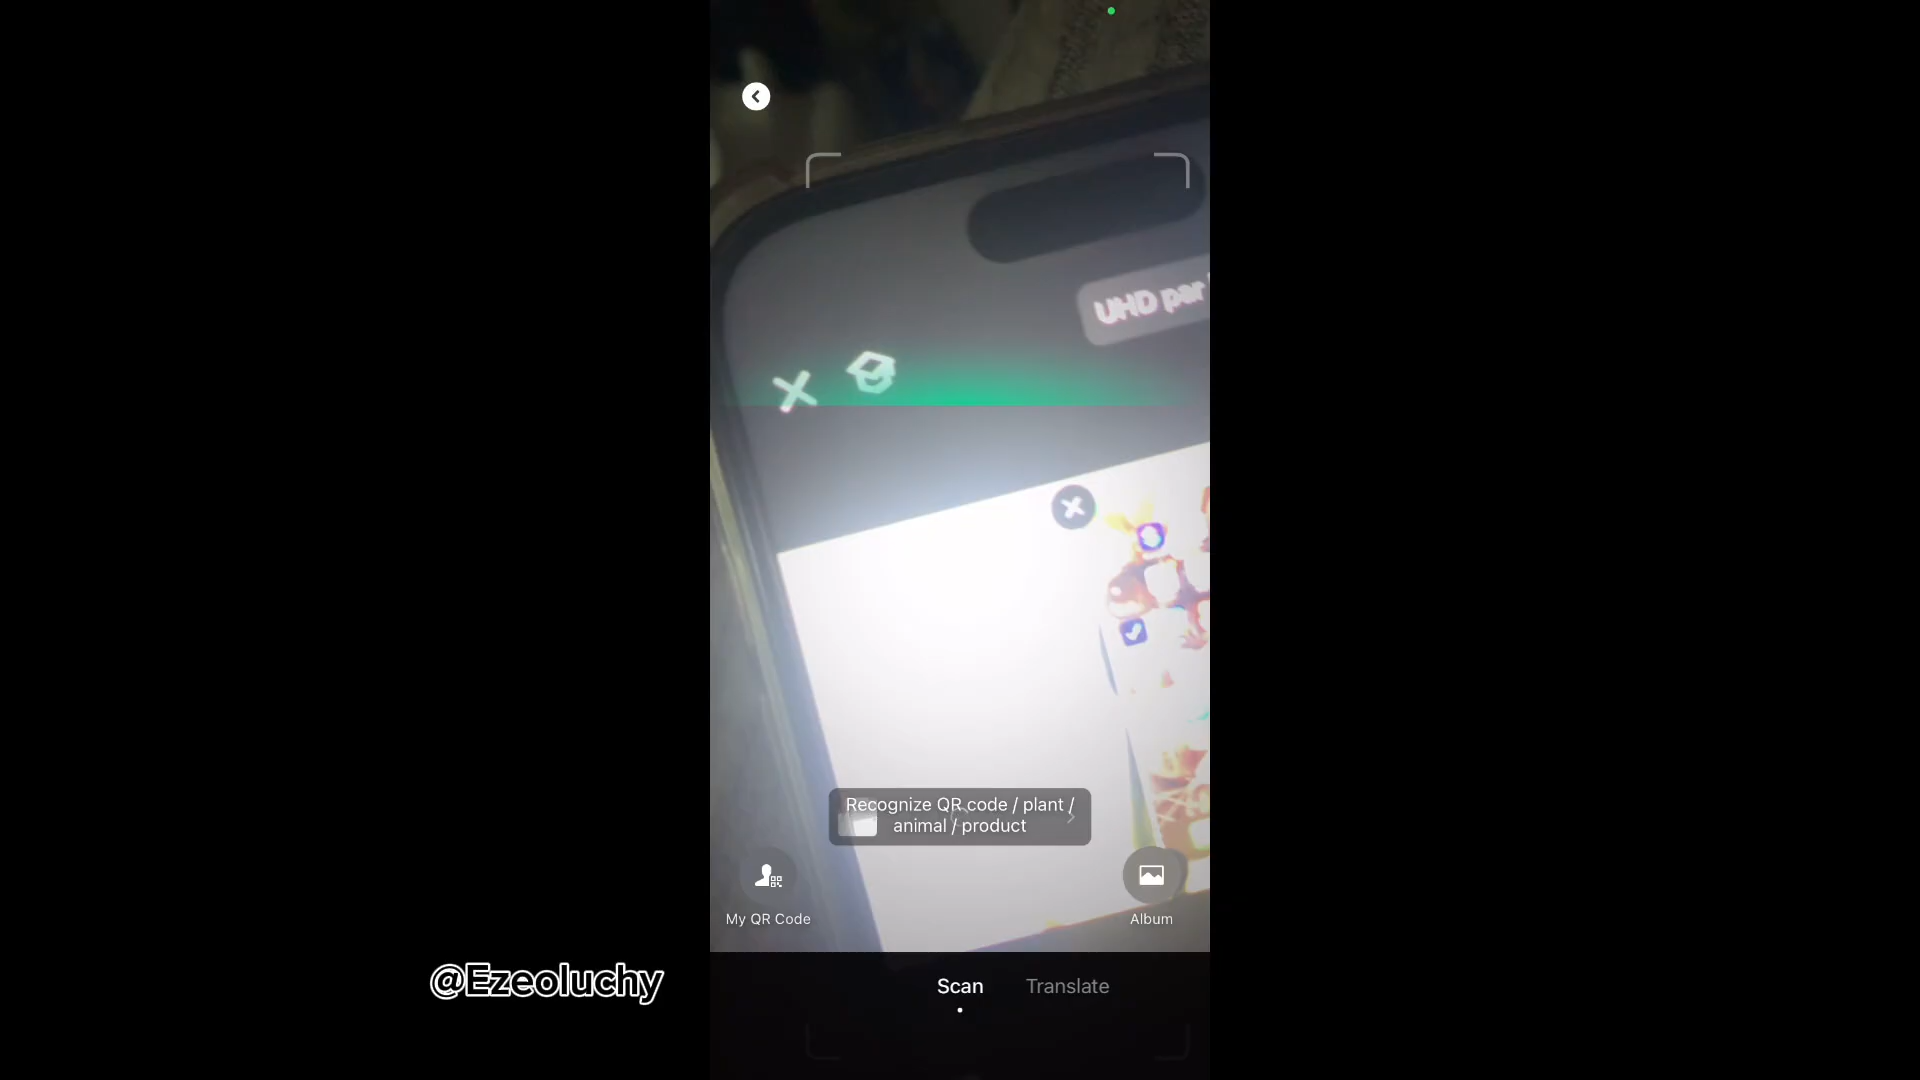 UHD par
Recognize QR code / plant /
animal / product
My QR Code
Album
@Ezeoluchy
Scan
Translate